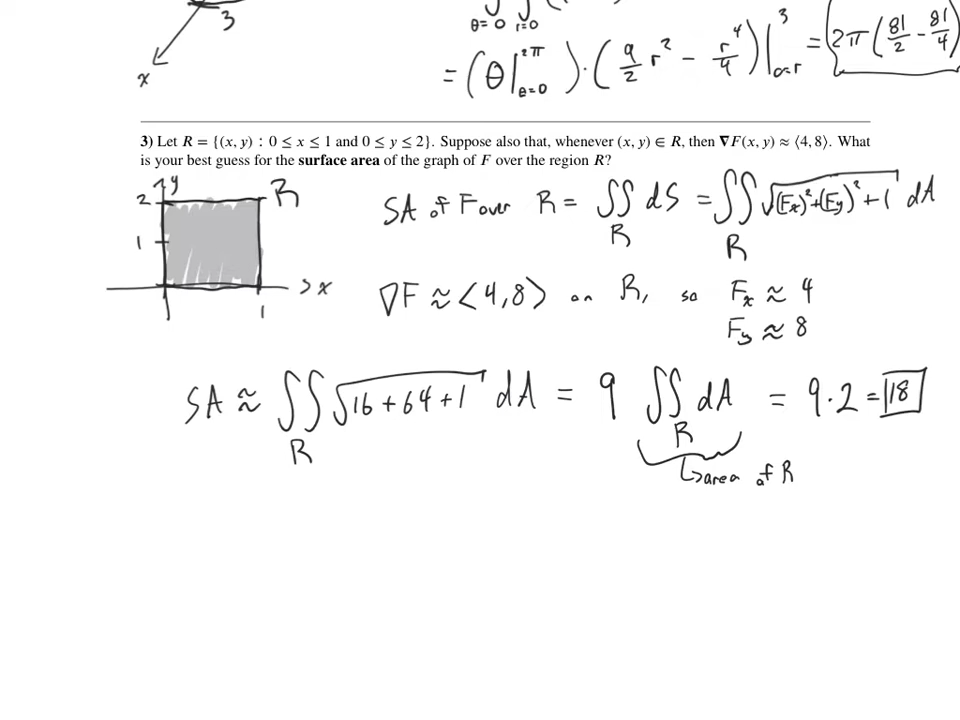 3
x
θ=0 r=0
= (θ|²π θ=0) · (9/2 r² - r⁴/4)|³ 0=r = 2π(81/2 - 81/4)
3) Let R = {(x, y) : 0 ≤ x ≤ 1 and 0 ≤ y ≤ 2}. Suppose also that, whenever (x, y) ∈ R, then ∇F(x, y) ≈ ⟨4, 8⟩. What
is your best guess for the surface area of the graph of F over the region R?
2 y R
1
x
1
SA of F over R = ∬_R dS = ∬_R √((Fx)²+(Fy)²+1) dA
∇F ≈ <4,8> on R, so Fx ≈ 4
Fy ≈ 8
SA ≈ ∬_R √(16+64+1) dA = 9 ∬_R dA = 9·2 = 18
↳area of R